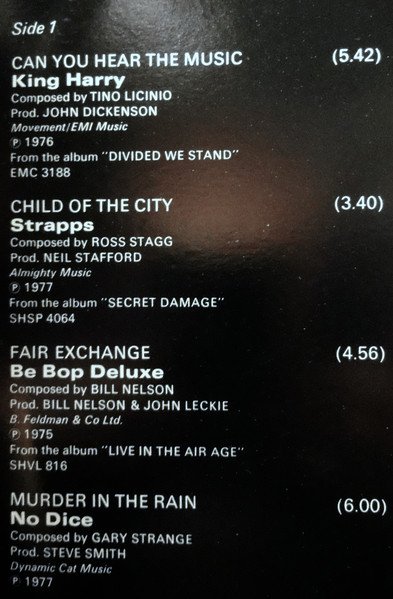 Side 1
CAN YOU HEAR THE MUSIC (5.42)
King Harry
Composed by TINO LICINIO
Prod. JOHN DICKENSON
Movement/EMI Music
Ⓟ 1976
From the album "DIVIDED WE STAND"
EMC 3188
CHILD OF THE CITY (3.40)
Strapps
Composed by ROSS STAGG
Prod. NEIL STAFFORD
Almighty Music
Ⓟ 1977
From the album "SECRET DAMAGE"
SHSP 4064
FAIR EXCHANGE (4.56)
Be Bop Deluxe
Composed by BILL NELSON
Prod. BILL NELSON & JOHN LECKIE
B. Feldman & Co Ltd.
Ⓟ 1975
From the album "LIVE IN THE AIR AGE"
SHVL 816
MURDER IN THE RAIN (6.00)
No Dice
Composed by GARY STRANGE
Prod. STEVE SMITH
Dynamic Cat Music
Ⓟ 1977